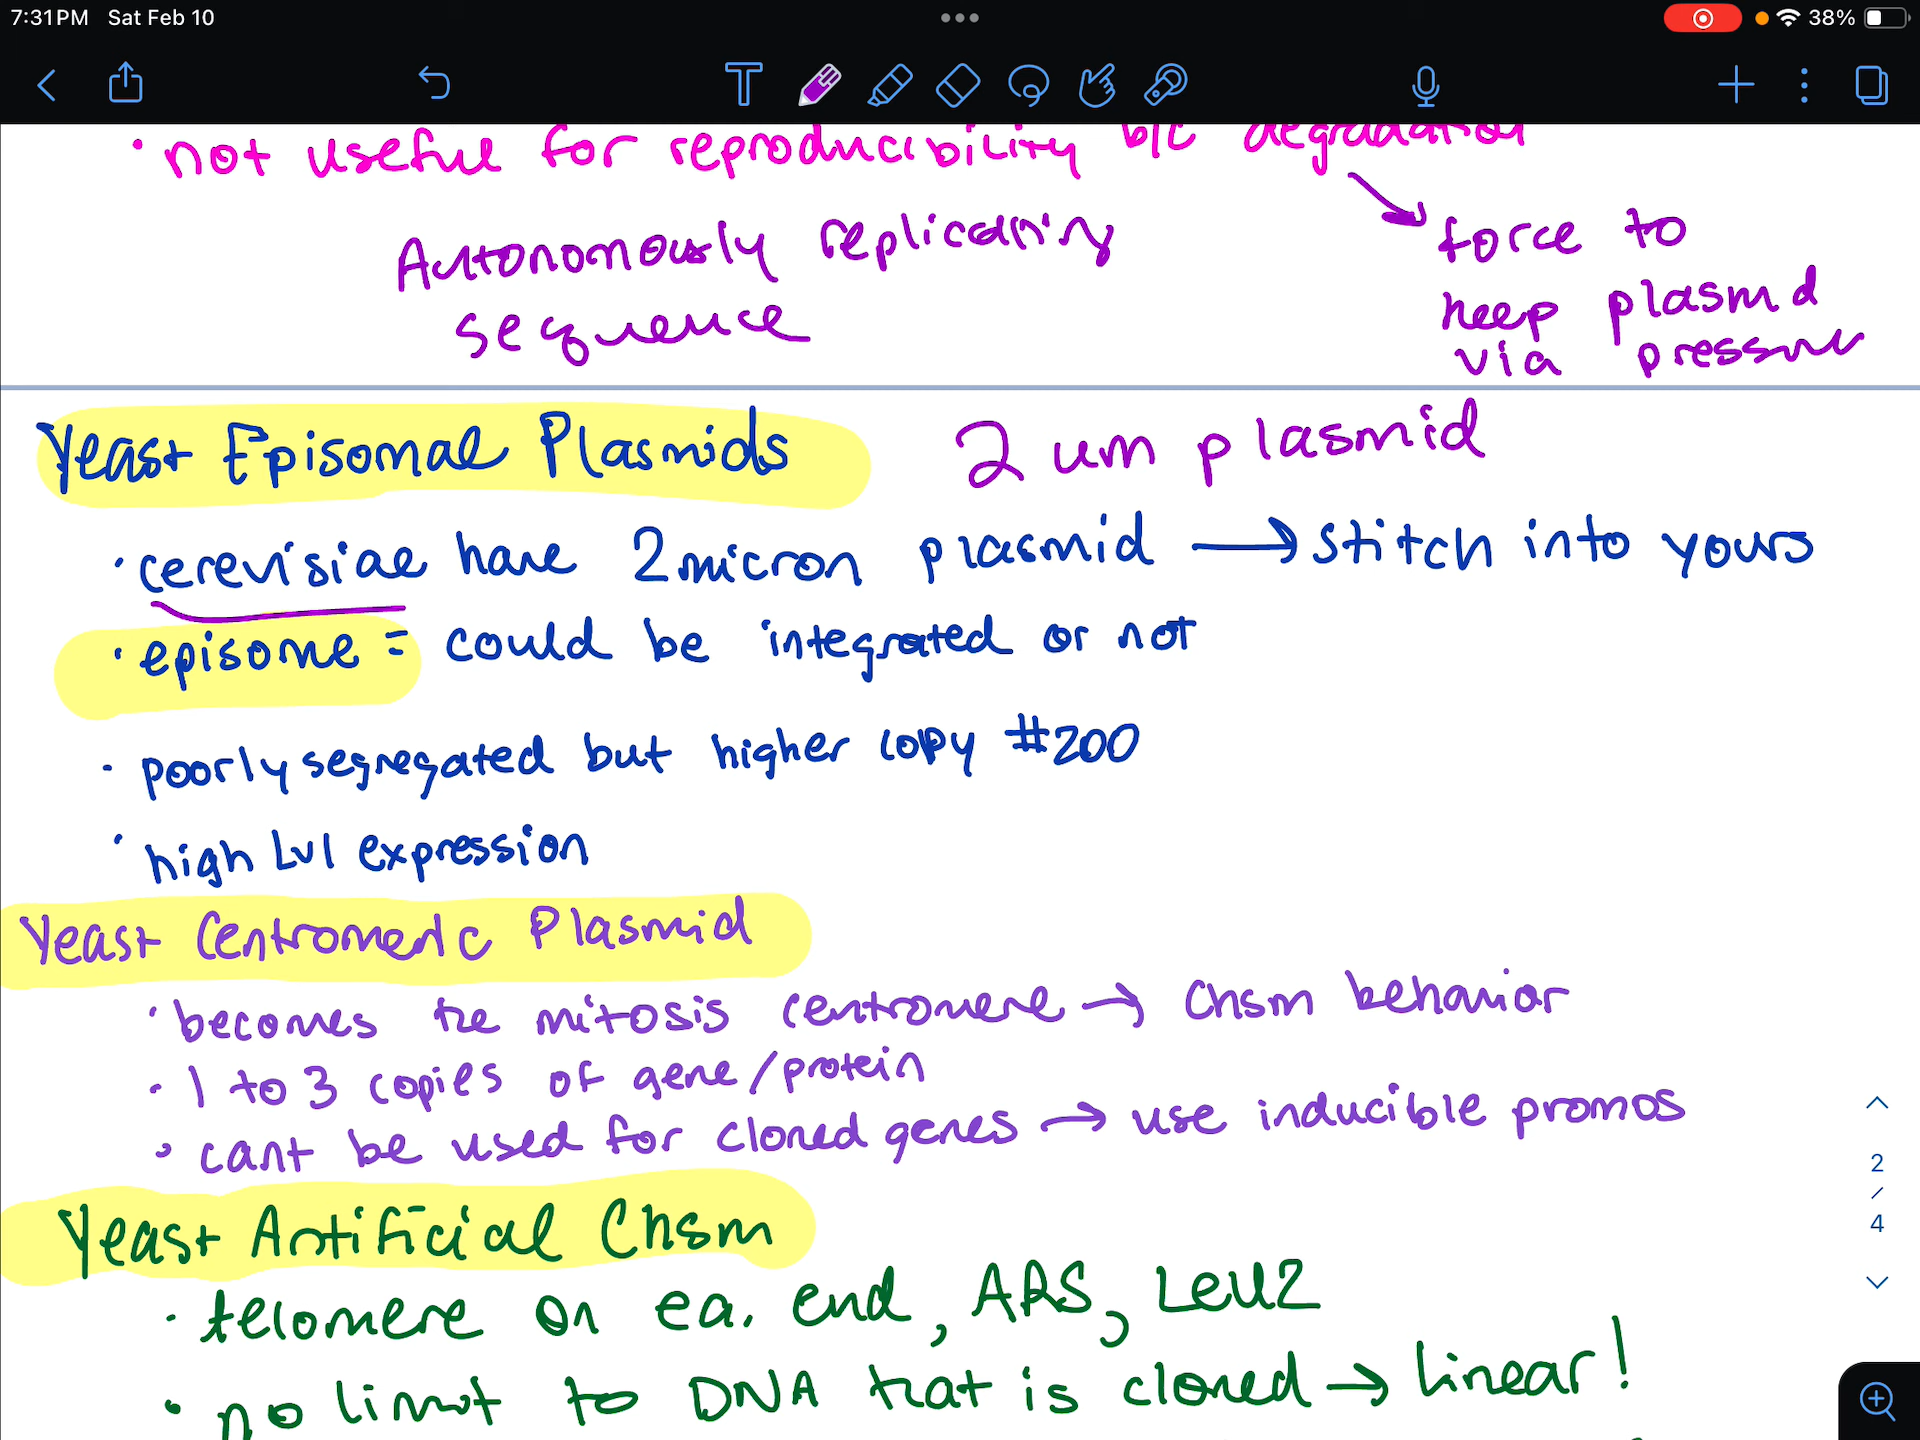 7:31PM Sat Feb 10
38%
• not useful for reproducibility b/c degradation
Autonomously replicating
sequence
force to
keep plasmd
via pressure
Yeast Episomal Plasmids
2 um plasmid
• cerevisiae have 2micron plasmid → stitch into yours
• episome = could be integrated or not
• poorly segregated but higher copy #200
• high Lvl expression
Yeast Centromeric Plasmid
• becomes the mitosis centromere → Chsm behavior
• 1 to 3 copies of gene/protein
• cant be used for cloned genes → use inducible promos
Yeast Artificial Chsm
• telomere on ea. end, ARS, Leu2
• no limit to DNA that is cloned → linear!
2
/
4